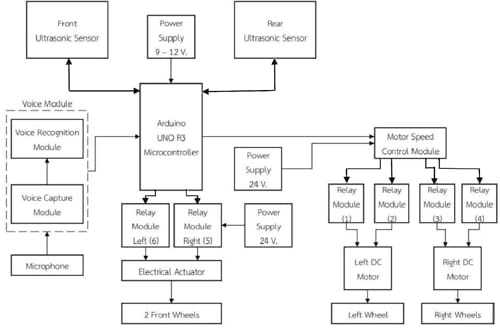 Front
Ultrasonic Sensor
Power
Supply
9 – 12 V.
Rear
Ultrasonic Sensor
Voice Module
Voice Recognition
Module
Voice Capture
Module
Microphone
Arduino
UNO R3
Microcontroller
Motor Speed
Control Module
Power
Supply
24 V.
Relay
Module
(1)
Relay
Module
(2)
Relay
Module
(3)
Relay
Module
(4)
Relay
Module
Left (6)
Relay
Module
Right (5)
Power
Supply
24 V.
Electrical Actuator
2 Front Wheels
Left DC
Motor
Right DC
Motor
Left Wheel
Right Wheels